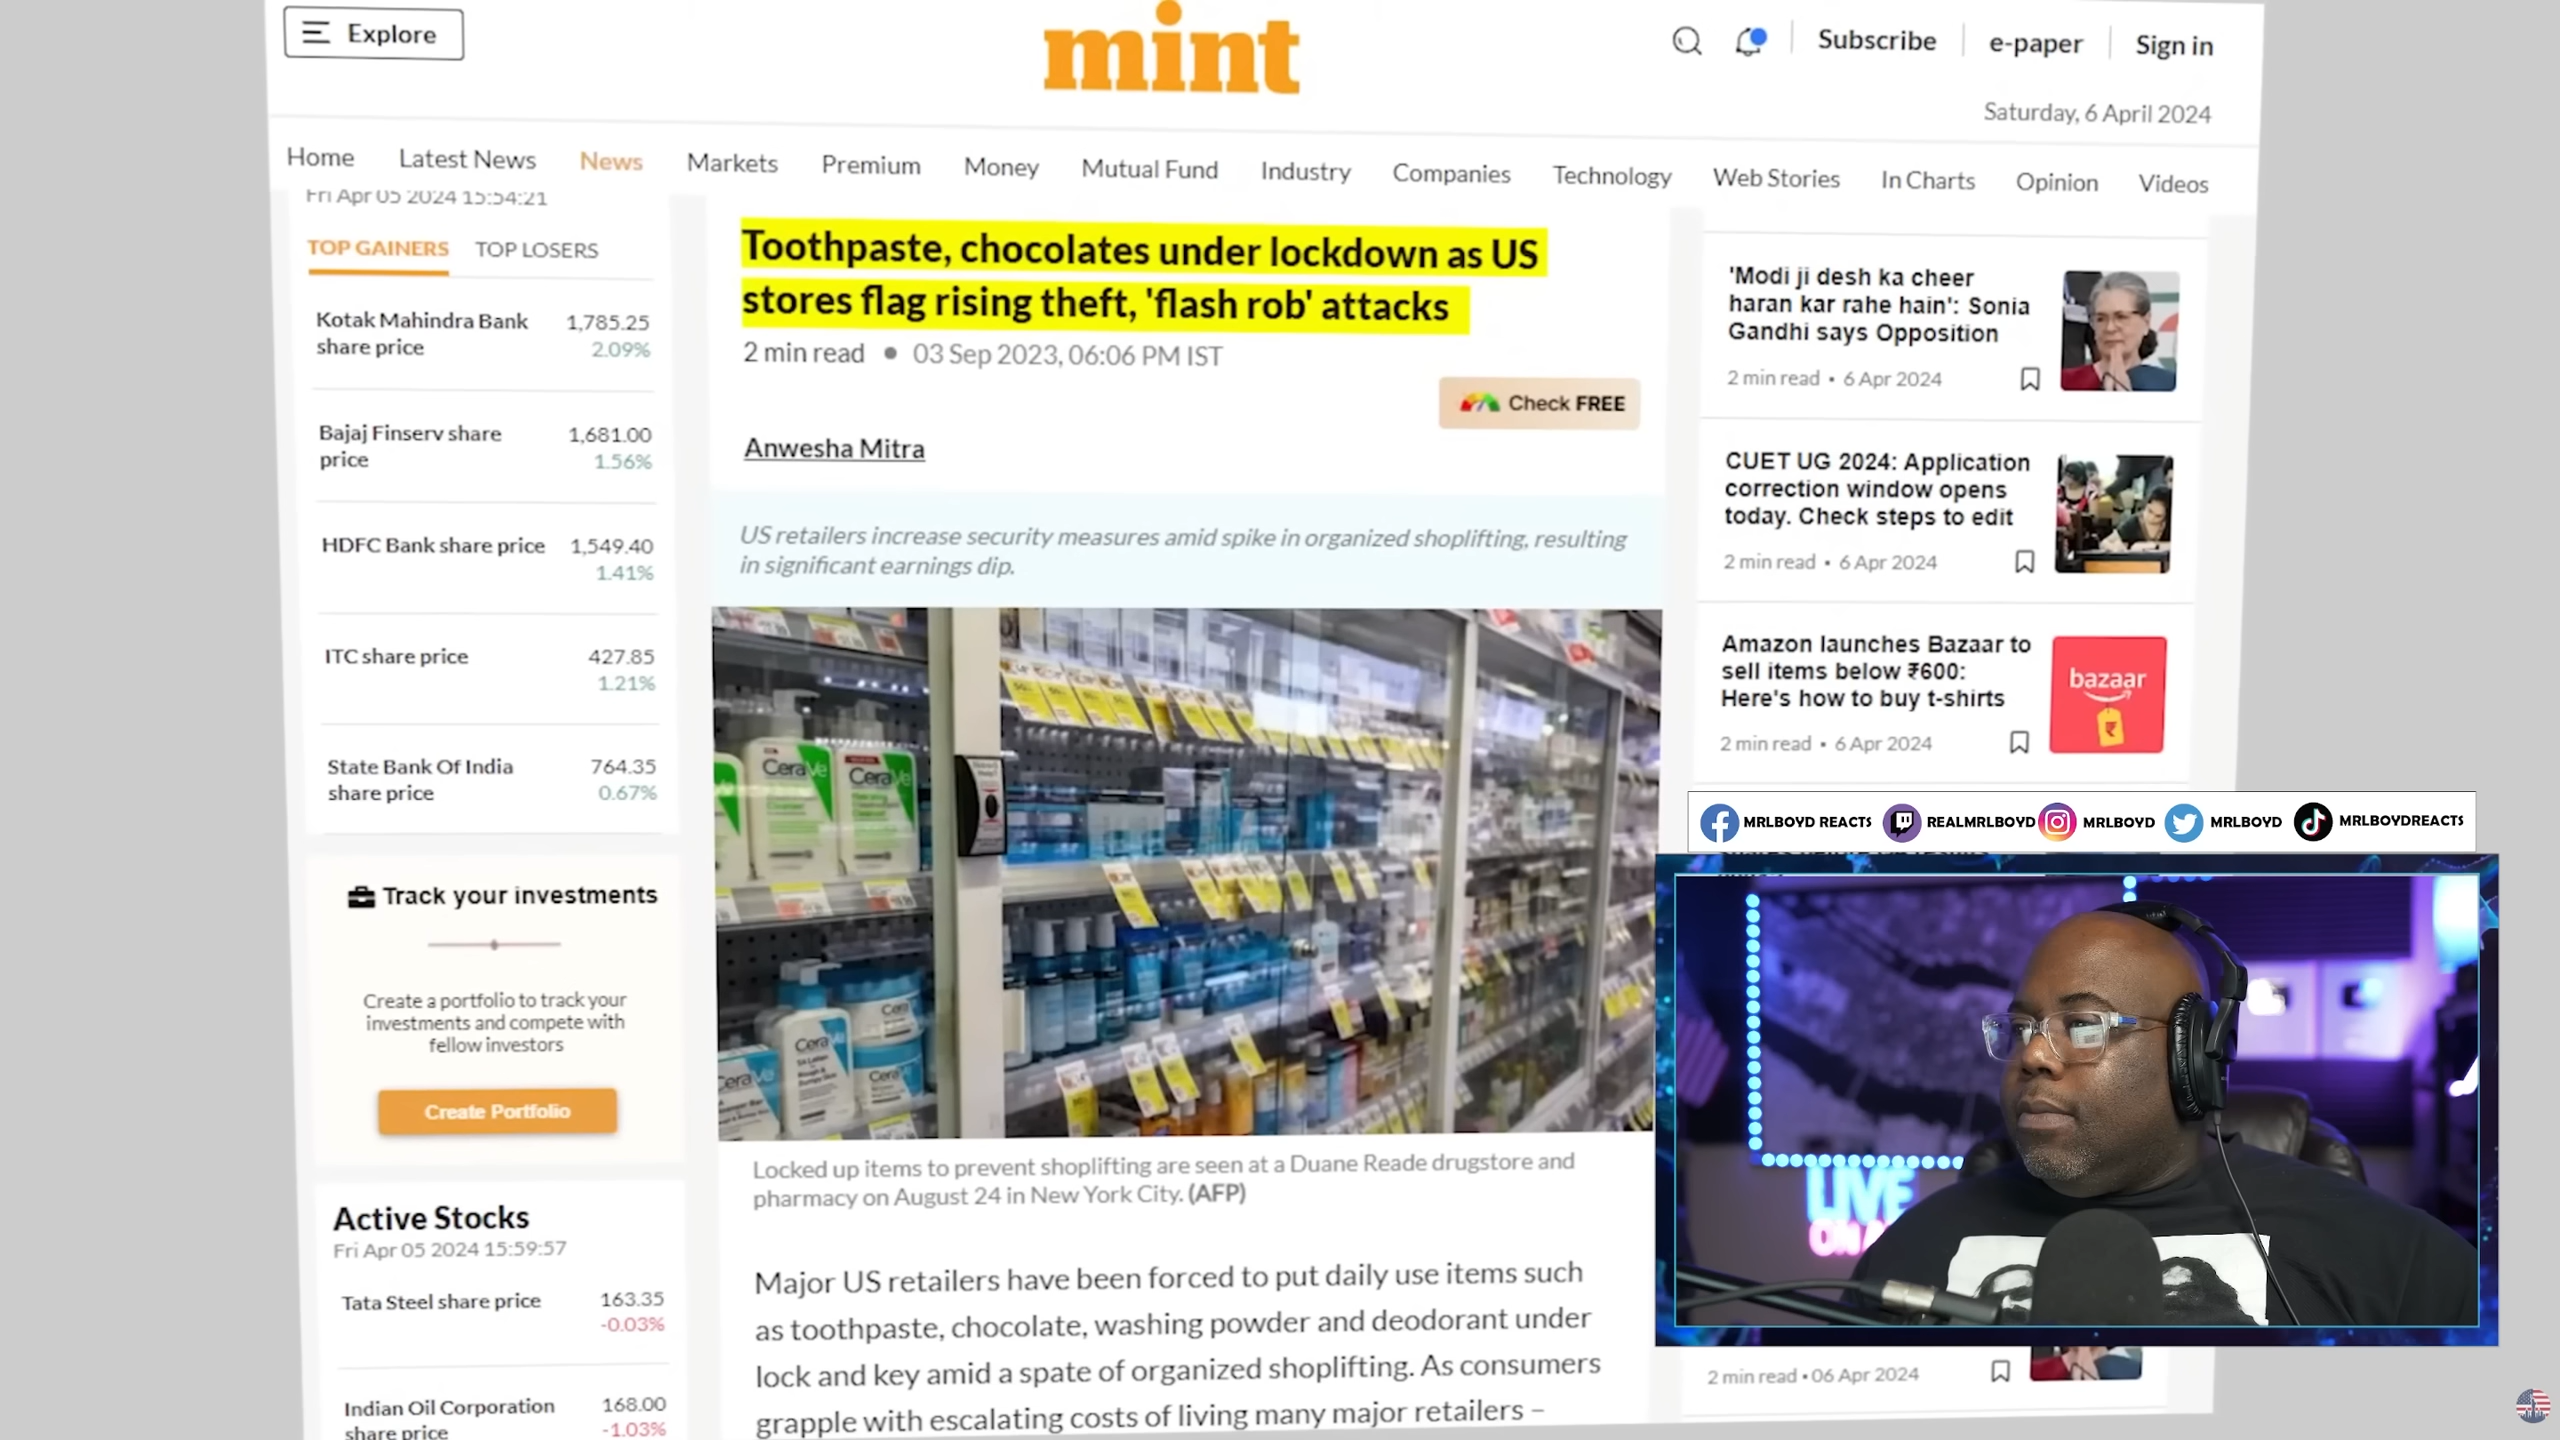 Explore
mint
Subscribe
e-paper
Sign in
Saturday, 6 April 2024
Home
Latest News
News
Markets
Premium
Money
Mutual Fund
Industry
Companies
Technology
Web Stories
In Charts
Opinion
Videos
Fri Apr 05 2024 15:54:21
TOP GAINERS
TOP LOSERS
Kotak Mahindra Bank
share price
1,785.25
2.09%
Bajaj Finserv share
price
1,681.00
1.56%
HDFC Bank share price
1,549.40
1.41%
ITC share price
427.85
1.21%
State Bank Of India
share price
764.35
0.67%
Track your investments
Create a portfolio to track your
investments and compete with
fellow investors
Create Portfolio
Active Stocks
Fri Apr 05 2024 15:59:57
Tata Steel share price
163.35
-0.03%
Indian Oil Corporation
share price
168.00
-1.03%
Toothpaste, chocolates under lockdown as US
stores flag rising theft, 'flash rob' attacks
2 min read • 03 Sep 2023, 06:06 PM IST
Check FREE
Anwesha Mitra
US retailers increase security measures amid spike in organized shoplifting, resulting
in significant earnings dip.
CeraVe
CeraVe
CeraVe
CeraVe
CeraVe
CeraVe
Locked up items to prevent shoplifting are seen at a Duane Reade drugstore and
pharmacy on August 24 in New York City. (AFP)
Major US retailers have been forced to put daily use items such
as toothpaste, chocolate, washing powder and deodorant under
lock and key amid a spate of organized shoplifting. As consumers
grapple with escalating costs of living many major retailers –
'Modi ji desh ka cheer
haran kar rahe hain': Sonia
Gandhi says Opposition
2 min read • 6 Apr 2024
CUET UG 2024: Application
correction window opens
today. Check steps to edit
2 min read • 6 Apr 2024
Amazon launches Bazaar to
sell items below ₹600:
Here's how to buy t-shirts
2 min read • 6 Apr 2024
bazaar
₹
MRLBOYD REACTS
REALMRLBOYD
MRLBOYD
MRLBOYD
MRLBOYDREACTS
LIVE
ON A
2 min read • 06 Apr 2024